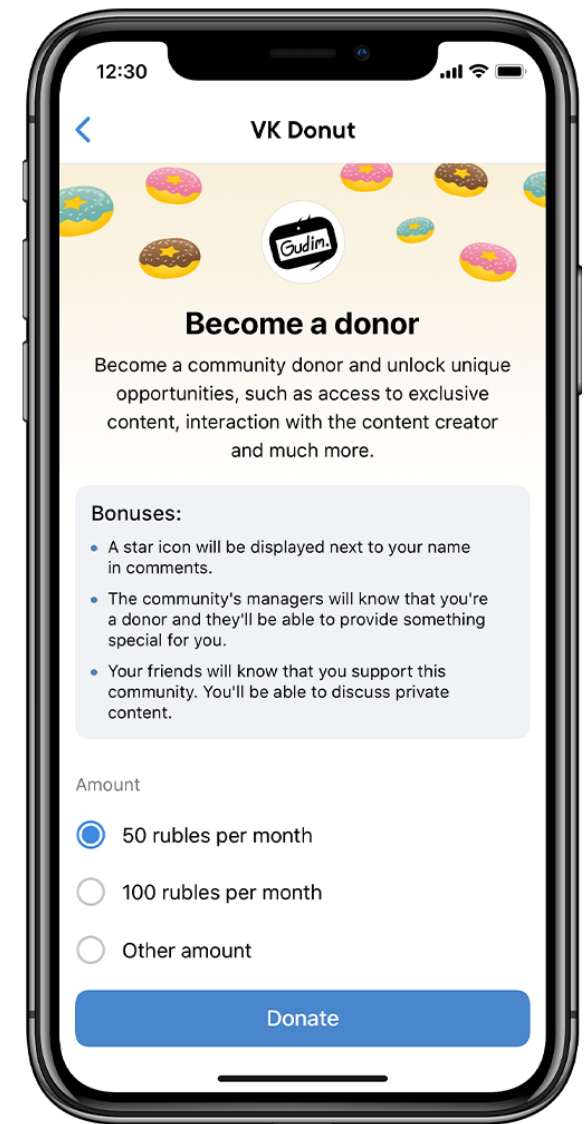 12:30
VK Donut
Gudim.
Become a donor
Become a community donor and unlock unique
opportunities, such as access to exclusive
content, interaction with the content creator
and much more.
Bonuses:
• A star icon will be displayed next to your name
in comments.
• The community's managers will know that you're
a donor and they'll be able to provide something
special for you.
• Your friends will know that you support this
community. You'll be able to discuss private
content.
Amount
50 rubles per month
100 rubles per month
Other amount
Donate